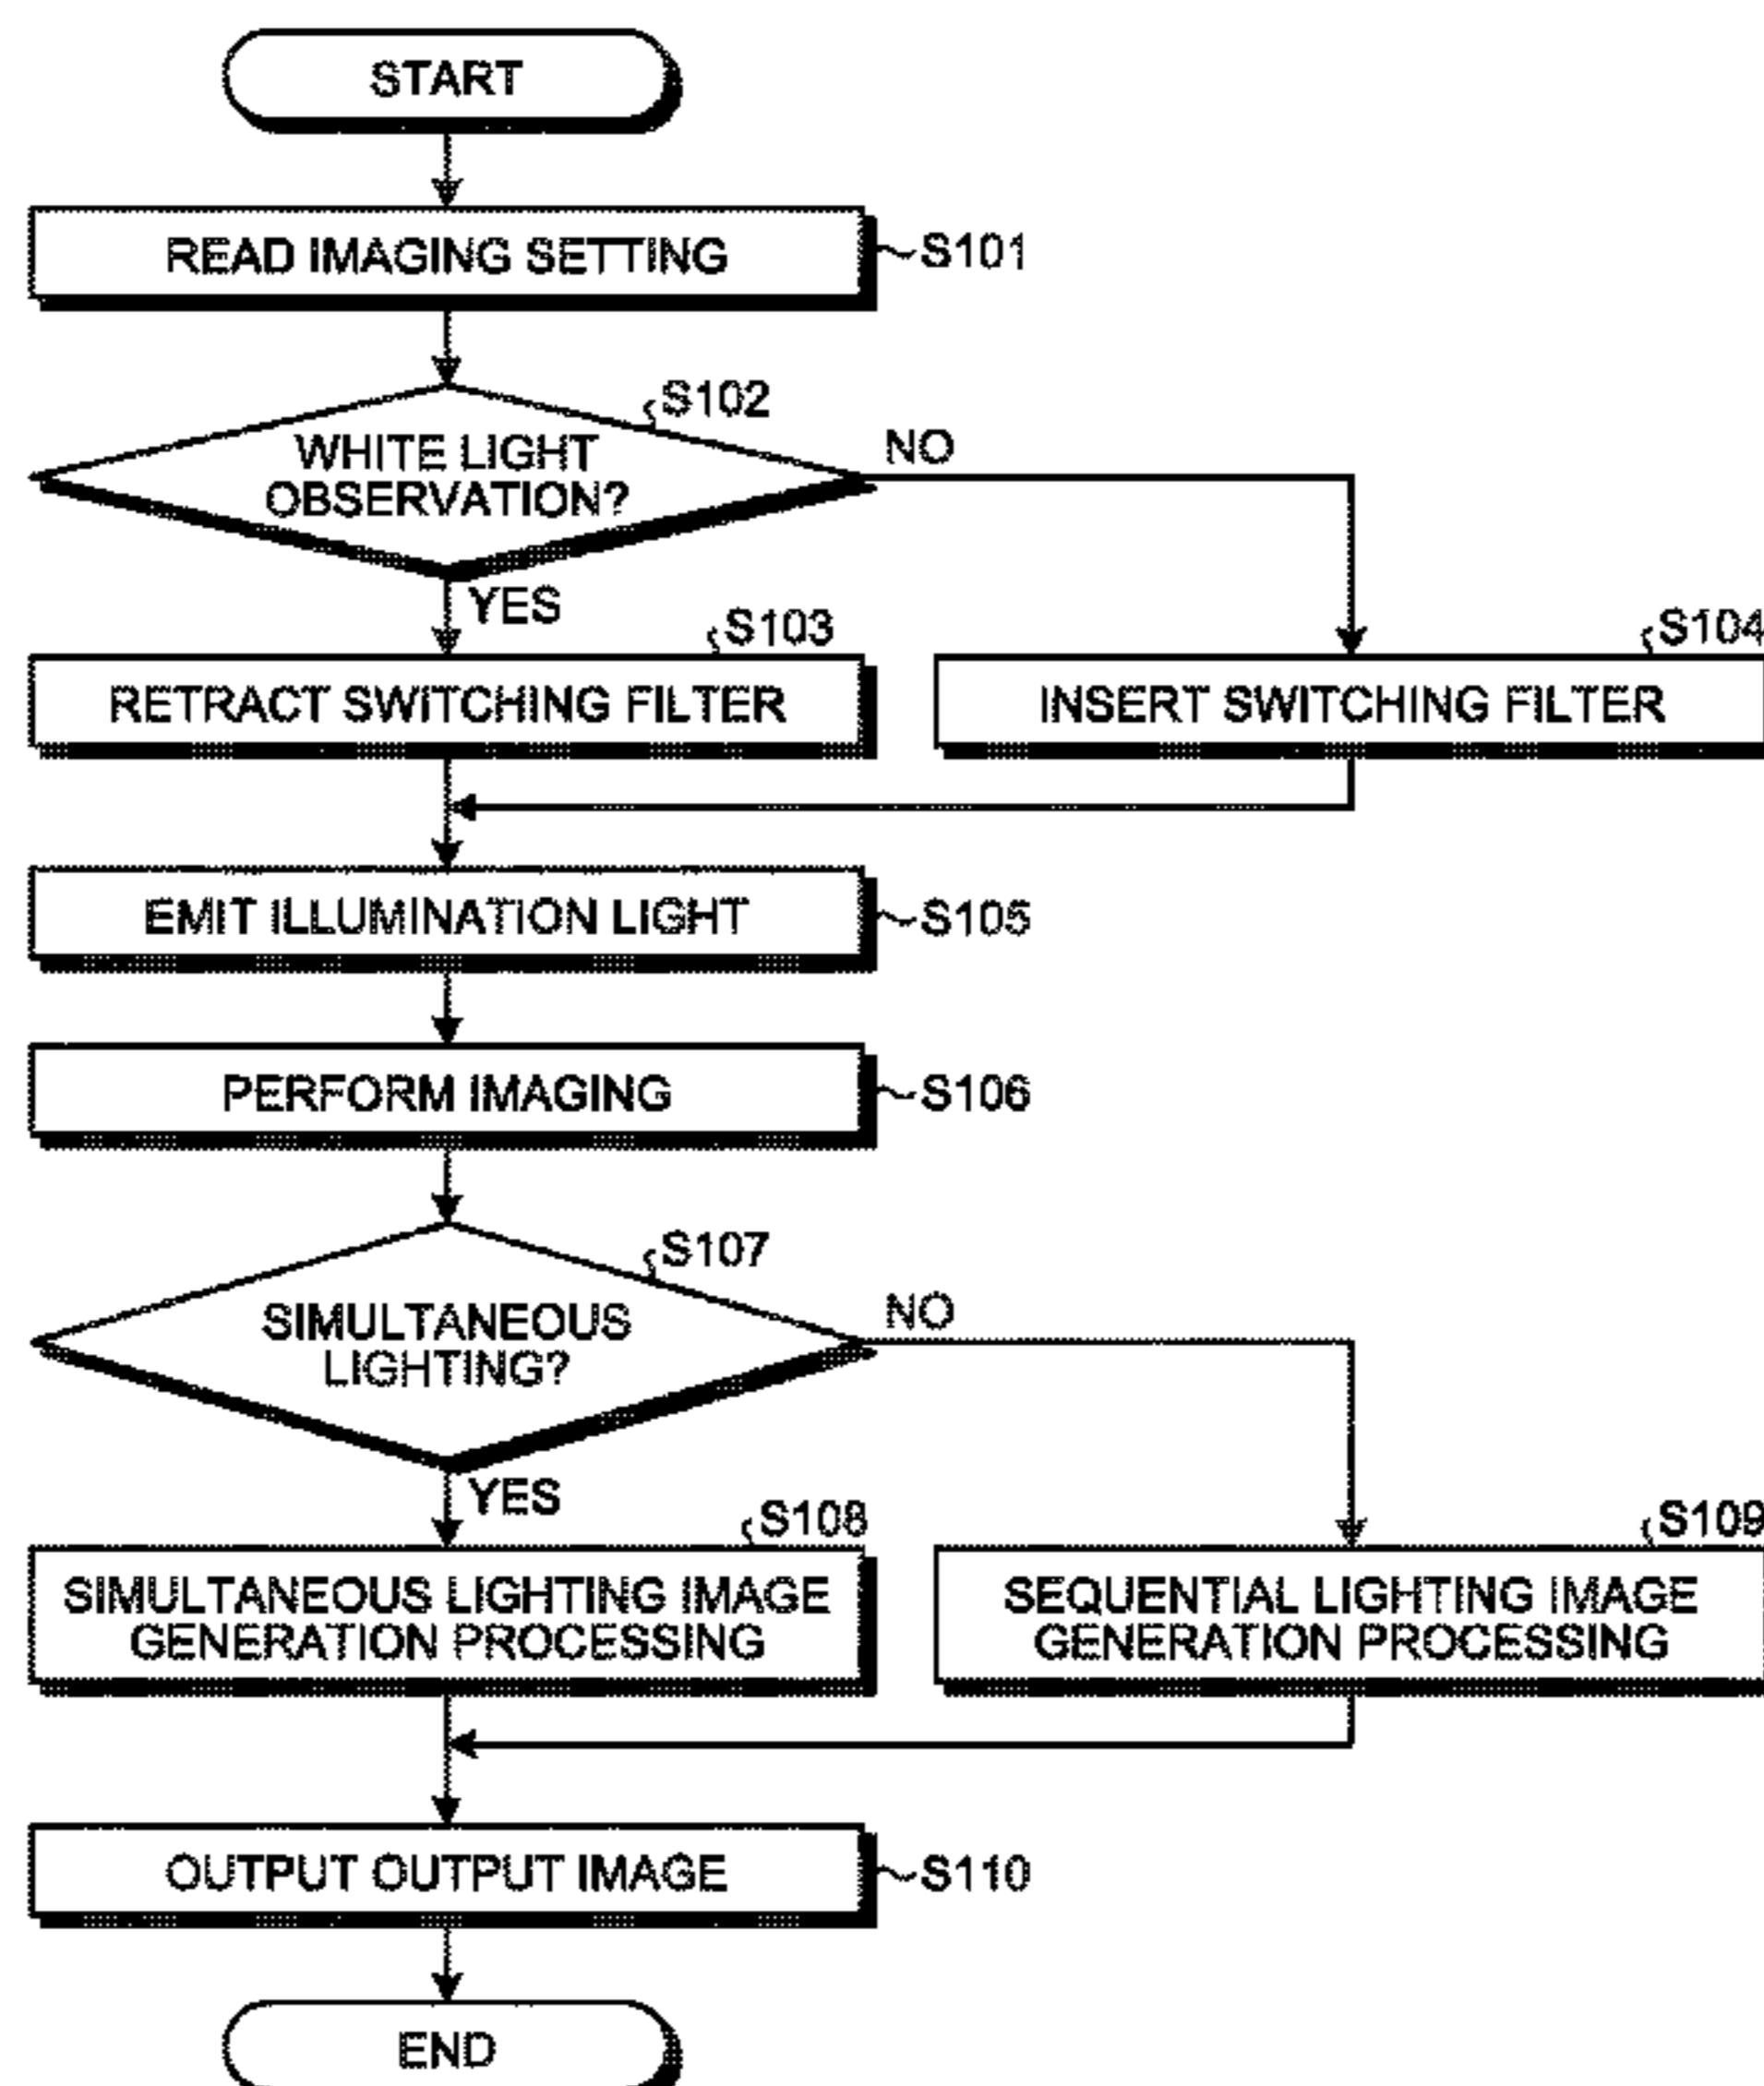 START
READ IMAGING SETTING
S101
S102
WHITE LIGHT
OBSERVATION?
NO
YES
S103
RETRACT SWITCHING FILTER
S104
INSERT SWITCHING FILTER
EMIT ILLUMINATION LIGHT
S105
PERFORM IMAGING
S106
S107
SIMULTANEOUS
LIGHTING?
NO
YES
S108
SIMULTANEOUS LIGHTING IMAGE
GENERATION PROCESSING
S109
SEQUENTIAL LIGHTING IMAGE
GENERATION PROCESSING
OUTPUT OUTPUT IMAGE
S110
END